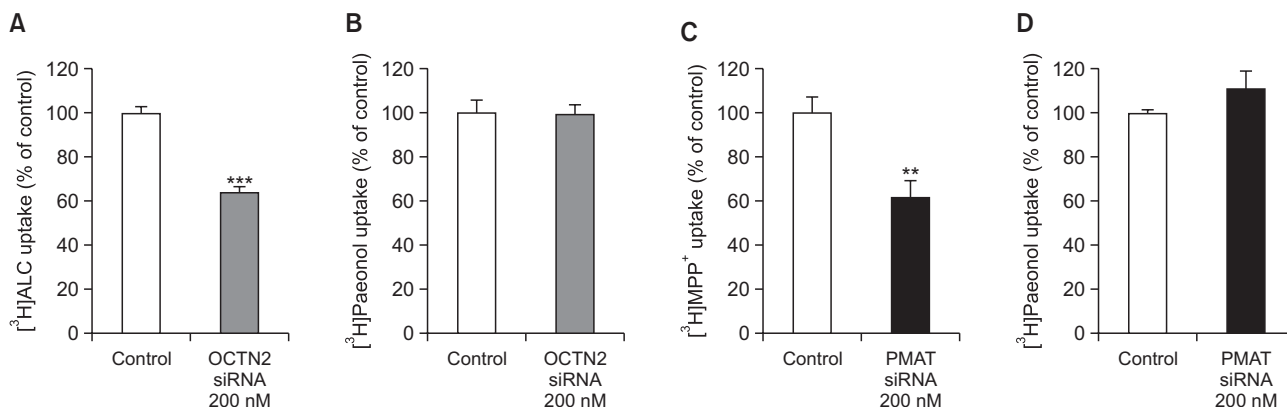 A
[³H]ALC uptake (% of control)
120
100
80
60
40
20
0
***
Control
OCTN2
siRNA
200 nM
B
[³H]Paeonol uptake (% of control)
120
100
80
60
40
20
0
Control
OCTN2
siRNA
200 nM
C
[³H]MPP⁺ uptake (% of control)
120
100
80
60
40
20
0
**
Control
PMAT
siRNA
200 nM
D
[³H]Paeonol uptake (% of control)
120
100
80
60
40
20
0
Control
PMAT
siRNA
200 nM